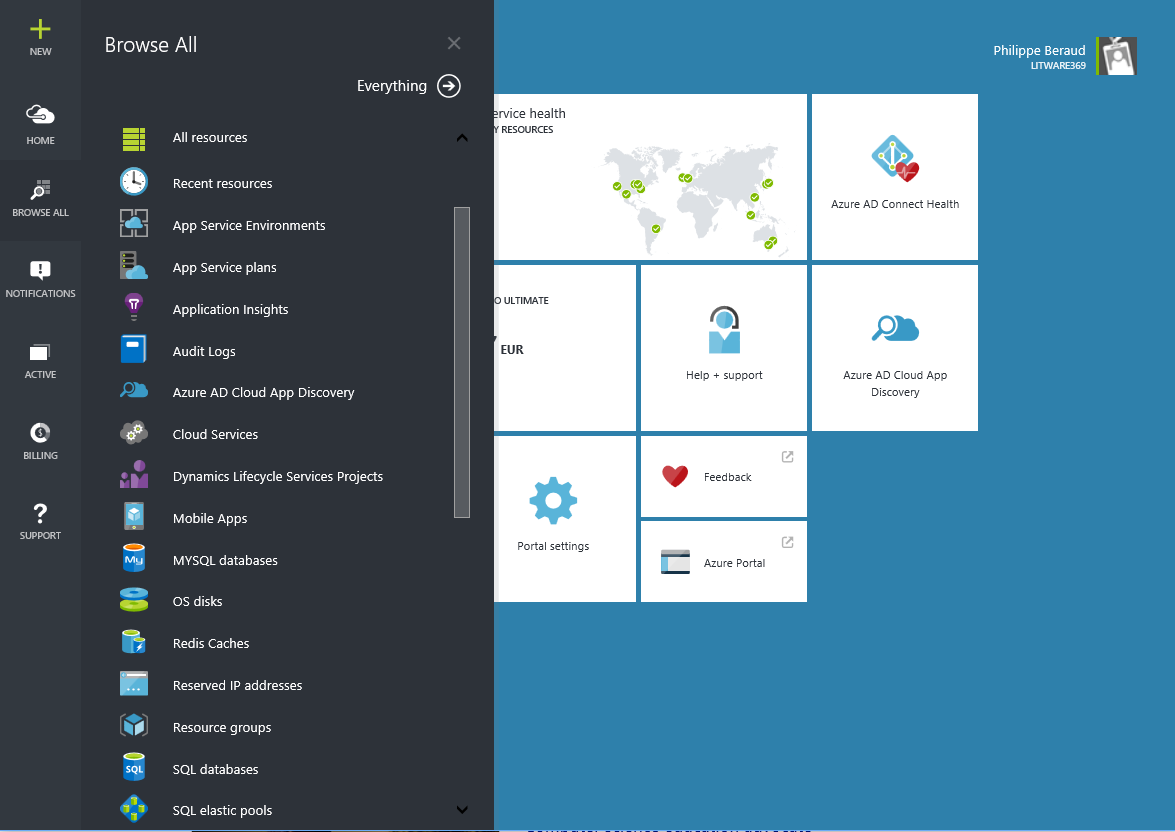 NEW
HOME
BROWSE ALL
NOTIFICATIONS
ACTIVE
BILLING
SUPPORT
Browse All
Everything
All resources
Recent resources
App Service Environments
App Service plans
Application Insights
Audit Logs
Azure AD Cloud App Discovery
Cloud Services
Dynamics Lifecycle Services Projects
Mobile Apps
My
MYSQL databases
OS disks
Redis Caches
Reserved IP addresses
Resource groups
SQL
SQL databases
SQL elastic pools
Philippe Beraud
LITWARE369
ervice health
Y RESOURCES
Azure AD Connect Health
O ULTIMATE
EUR
Help + support
Azure AD Cloud App
Discovery
Portal settings
Feedback
Azure Portal